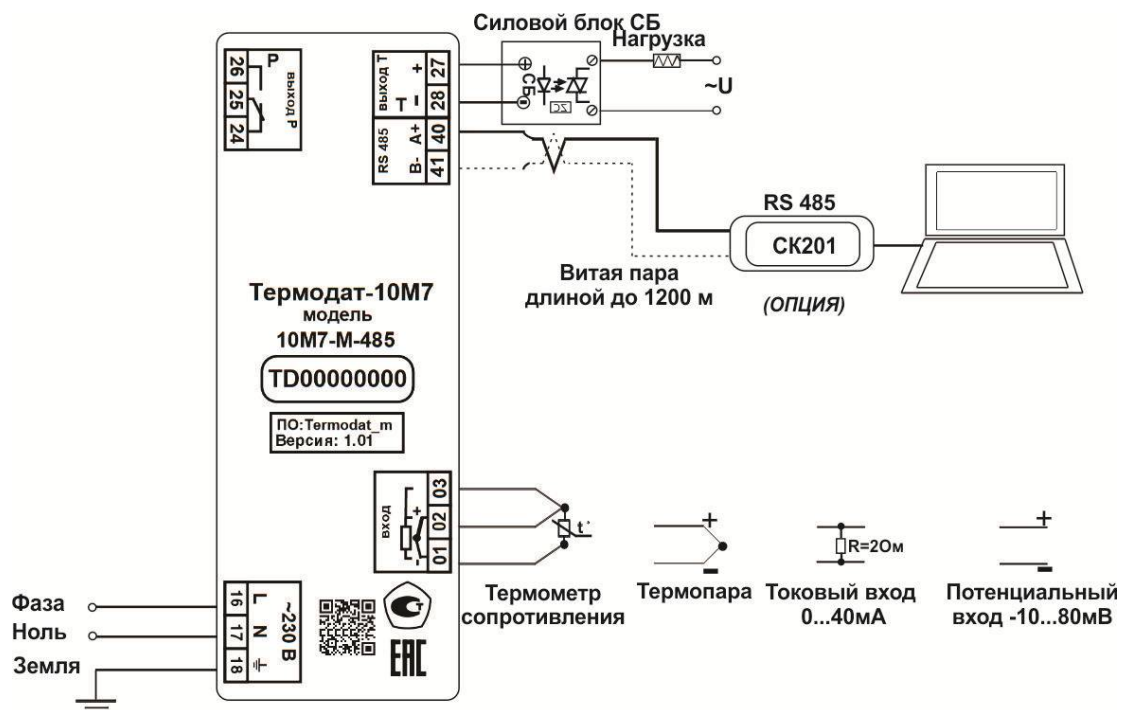 Силовой блок СБ
Нагрузка
~U
26
25
24
P
выход P
выход Т
Т
+
–
27
28
СБ
RS 485
A+
B-
40
41
RS 485
СК201
(ОПЦИЯ)
Витая пара
длиной до 1200 м
Термодат-10М7
модель
10М7-М-485
TD00000000
ПО:Termodat_m
Версия: 1.01
вход
+
-
03
02
01
t°
Термометр
сопротивления
+
–
Термопара
R=2Ом
Токовый вход
0...40мА
+
–
Потенциальный
вход -10...80мВ
Фаза
Ноль
Земля
16
17
18
L
N
~230 В
EAC